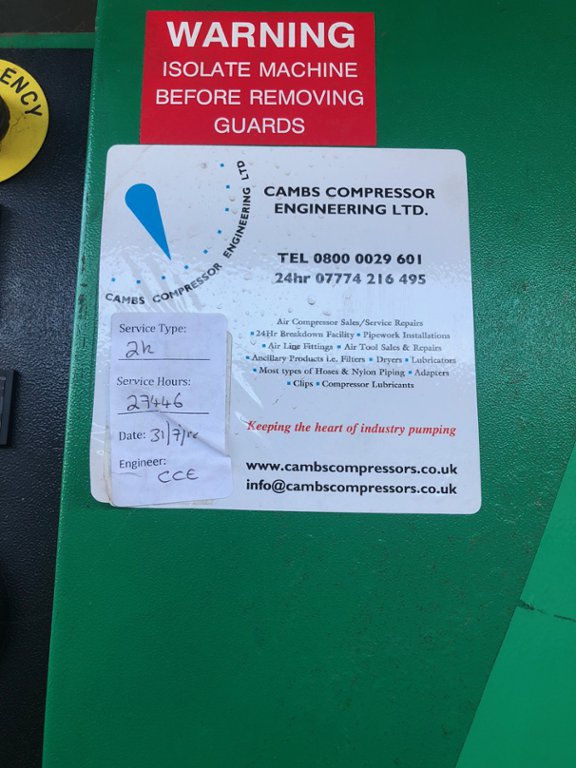 ENCY
WARNING
ISOLATE MACHINE
BEFORE REMOVING
GUARDS
CAMBS COMPRESSOR ENGINEERING LTD
CAMBS COMPRESSOR
ENGINEERING LTD.
TEL 0800 0029 601
24hr 07774 216 495
Air Compressor Sales/Service Repairs
▪ 24Hr Breakdown Facility ▪ Pipework Installations
▪ Air Line Fittings ▪ Air Tool Sales & Repairs
▪ Ancillary Products i.e. Filters ▪ Dryers ▪ Lubricators
▪ Most types of Hoses & Nylon Piping ▪ Adapters
▪ Clips ▪ Compressor Lubricants
Keeping the heart of industry pumping
www.cambscompressors.co.uk
info@cambscompressors.co.uk
Service Type:
2k
Service Hours:
27446
Date: 31/7/
Engineer:
CCE